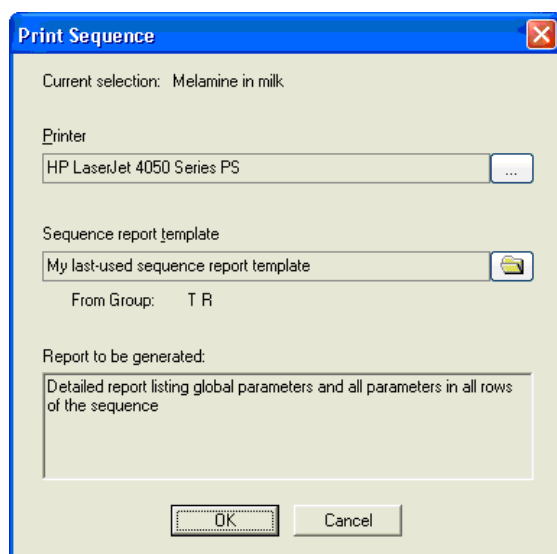 Print Sequence
Current selection: Melamine in milk
Printer
HP LaserJet 4050 Series PS
...
Sequence report template
My last-used sequence report template
From Group: T R
Report to be generated:
Detailed report listing global parameters and all parameters in all rows
of the sequence
OK Cancel